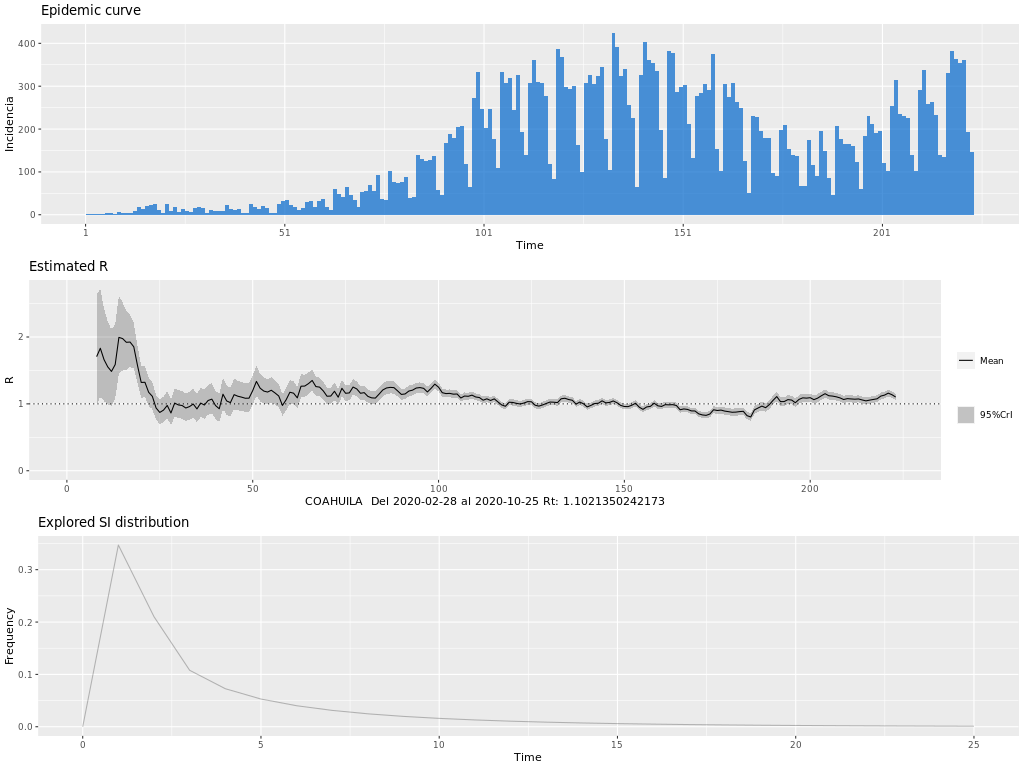 Epidemic curve
400
300
200
100
0
Incidencia
1
51
101
151
201
Time
Estimated R
2
1
0
R
0
50
100
150
200
COAHUILA Del 2020-02-28 al 2020-10-25 Rt: 1.1021350242173
Mean
95%CrI
Explored SI distribution
0.3
0.2
0.1
0.0
Frequency
0
5
10
15
20
25
Time